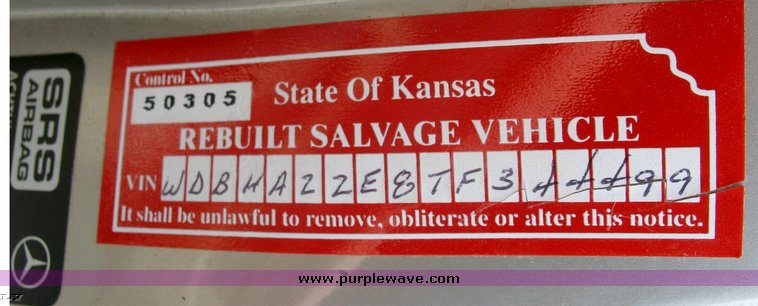 SRS
AIRBAG
Control No.
50305
State Of Kansas
REBUILT SALVAGE VEHICLE
VIN WDBHA22E8TF3
It shall be unlawful to remove, obliterate or alter this notice.
www.purplewave.com